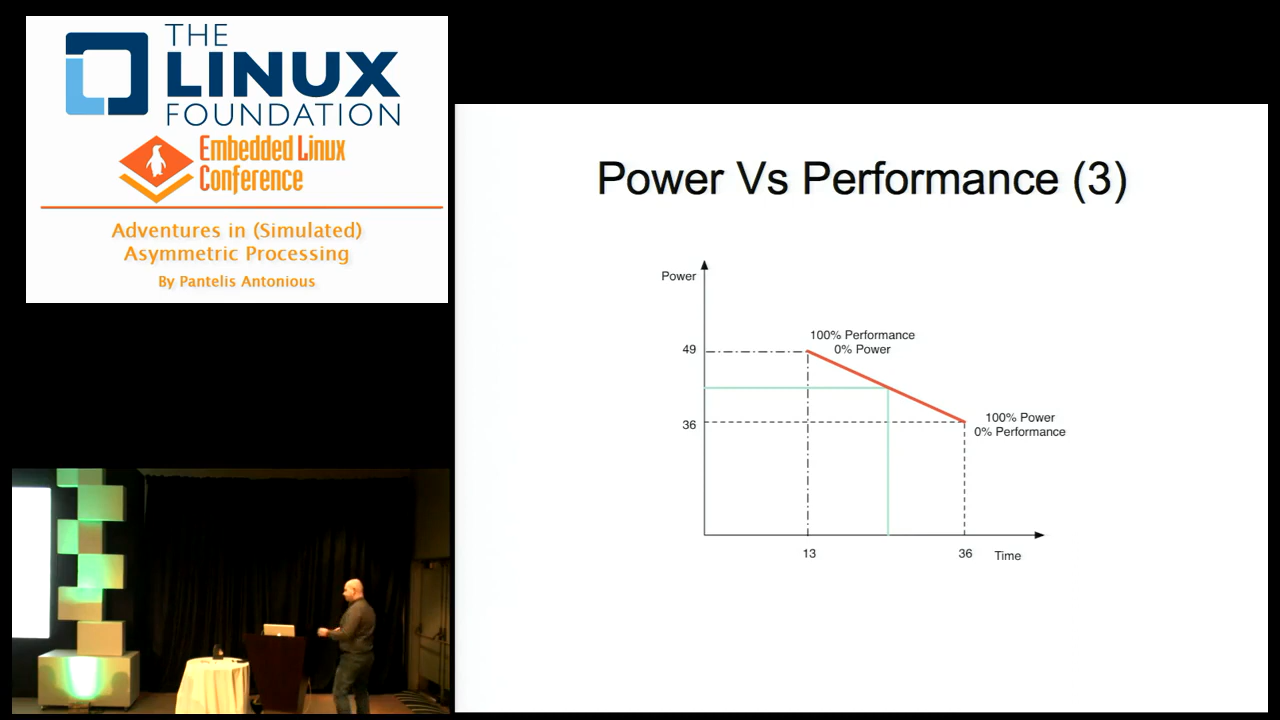 THE
LINUX
FOUNDATION
Embedded Linux
Conference
Adventures in (Simulated)
Asymmetric Processing
By Pantelis Antonious
Power Vs Performance (3)
Power
100% Performance
0% Power
49
100% Power
0% Performance
36
13
36
Time